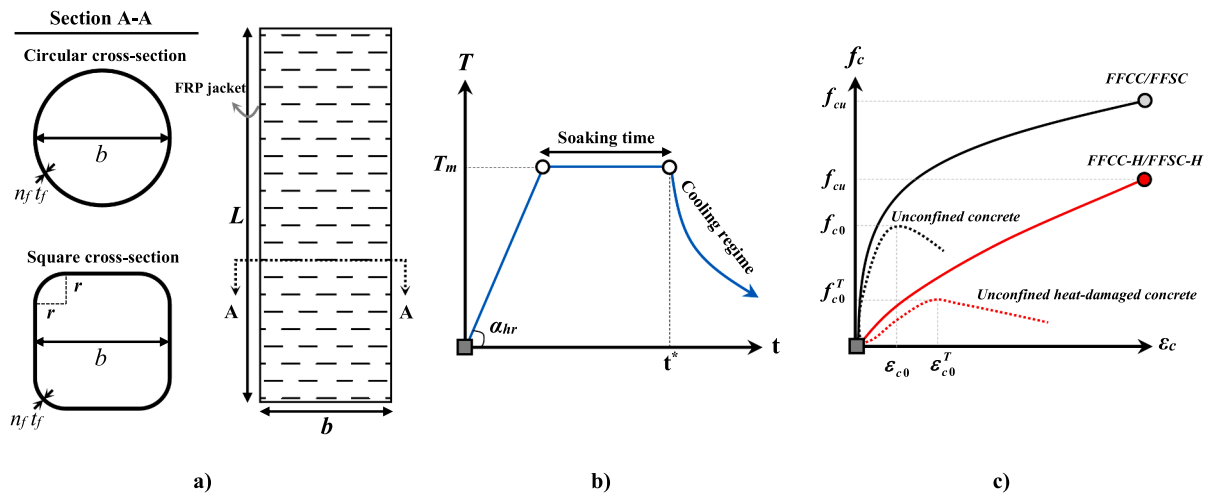 Section A-A
Circular cross-section
b
n_f t_f
Square cross-section
r
r
b
n_f t_f
FRP jacket
L
A
A
b
a)
T
T_m
Soaking time
Cooling regime
α_hr
t*
t
b)
f_c
FFCC/FFSC
f_cu
FFCC-H/FFSC-H
f_cu
Unconfined concrete
f_c0
f_c0^T
Unconfined heat-damaged concrete
ε_c0
ε_c0^T
ε_c
c)